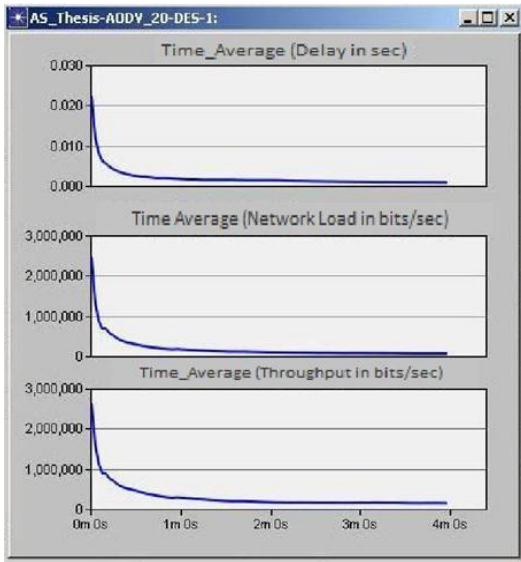 AS_Thesis-AODV_20-DES-1:
Time_Average (Delay in sec)
0.030
0.020
0.010
0.000
Time Average (Network Load in bits/sec)
3,000,000
2,000,000
1,000,000
0
Time_Average (Throughput in bits/sec)
3,000,000
2,000,000
1,000,000
0
0m 0s 1m 0s 2m 0s 3m 0s 4m 0s